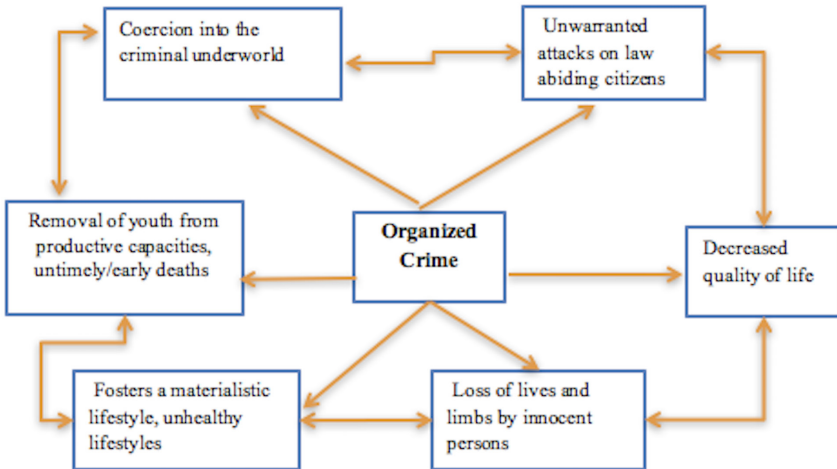 Coercion into the
criminal underworld
Unwarranted
attacks on law
abiding citizens
Removal of youth from
productive capacities,
untimely/early deaths
Organized
Crime
Decreased
quality of life
Fosters a materialistic
lifestyle, unhealthy
lifestyles
Loss of lives and
limbs by innocent
persons